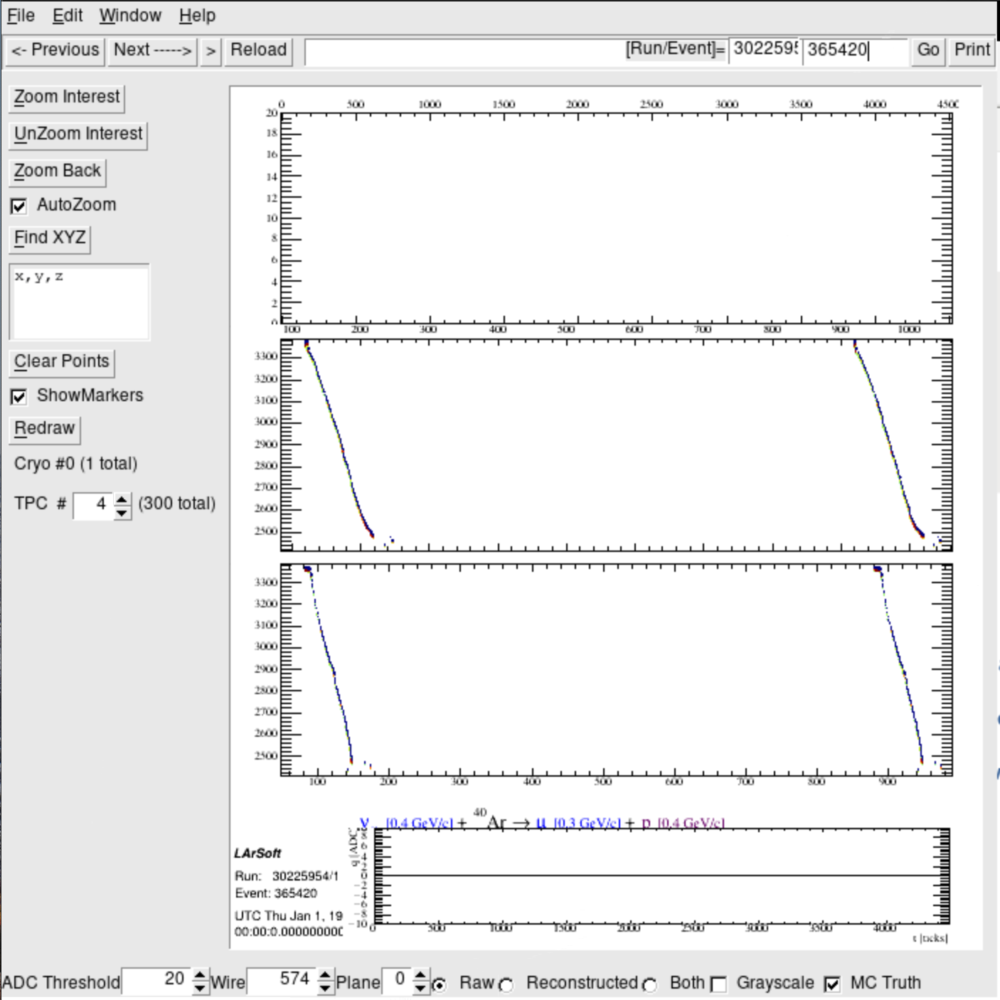 File Edit Window Help
<- Previous Next -----> > Reload [Run/Event]= 3022595 365420 Go Print
Zoom Interest
UnZoom Interest
Zoom Back
AutoZoom
Find XYZ
x,y,z
Clear Points
ShowMarkers
Redraw
Cryo #0 (1 total)
TPC # 4 (300 total)
0 500 1000 1500 2000 2500 3000 3500 4000 450
20
18
16
14
12
10
8
6
4
2
0
100 200 300 400 500 600 700 800 900 1000
3300
3200
3100
3000
2900
2800
2700
2600
2500
3300
3200
3100
3000
2900
2800
2700
2600
2500
100 200 300 400 500 600 700 800 900
ν [0.4 GeV/c] + 40Ar → μ [0.3 GeV/c] + p [0.4 GeV/c]
LArSoft
Run: 30225954/1
Event: 365420
UTC Thu Jan 1, 19
00:00:0.000000000
q [ADC]
6
4
2
0
−2
−4
−6
−8
−10
0 500 1000 1500 2000 2500 3000 3500 4000
t [ticks]
ADC Threshold 20 Wire 574 Plane 0 Raw Reconstructed Both Grayscale MC Truth